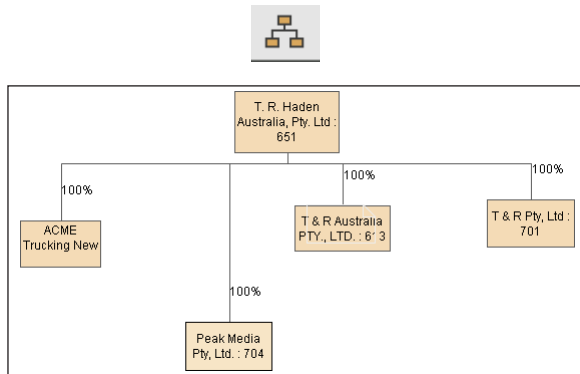 T. R. Haden
Australia, Pty. Ltd :
651
100%
100%
100%
ACME
Trucking New
T & R Australia
PTY., LTD. : 613
T & R Pty, Ltd :
701
100%
Peak Media
Pty, Ltd. : 704